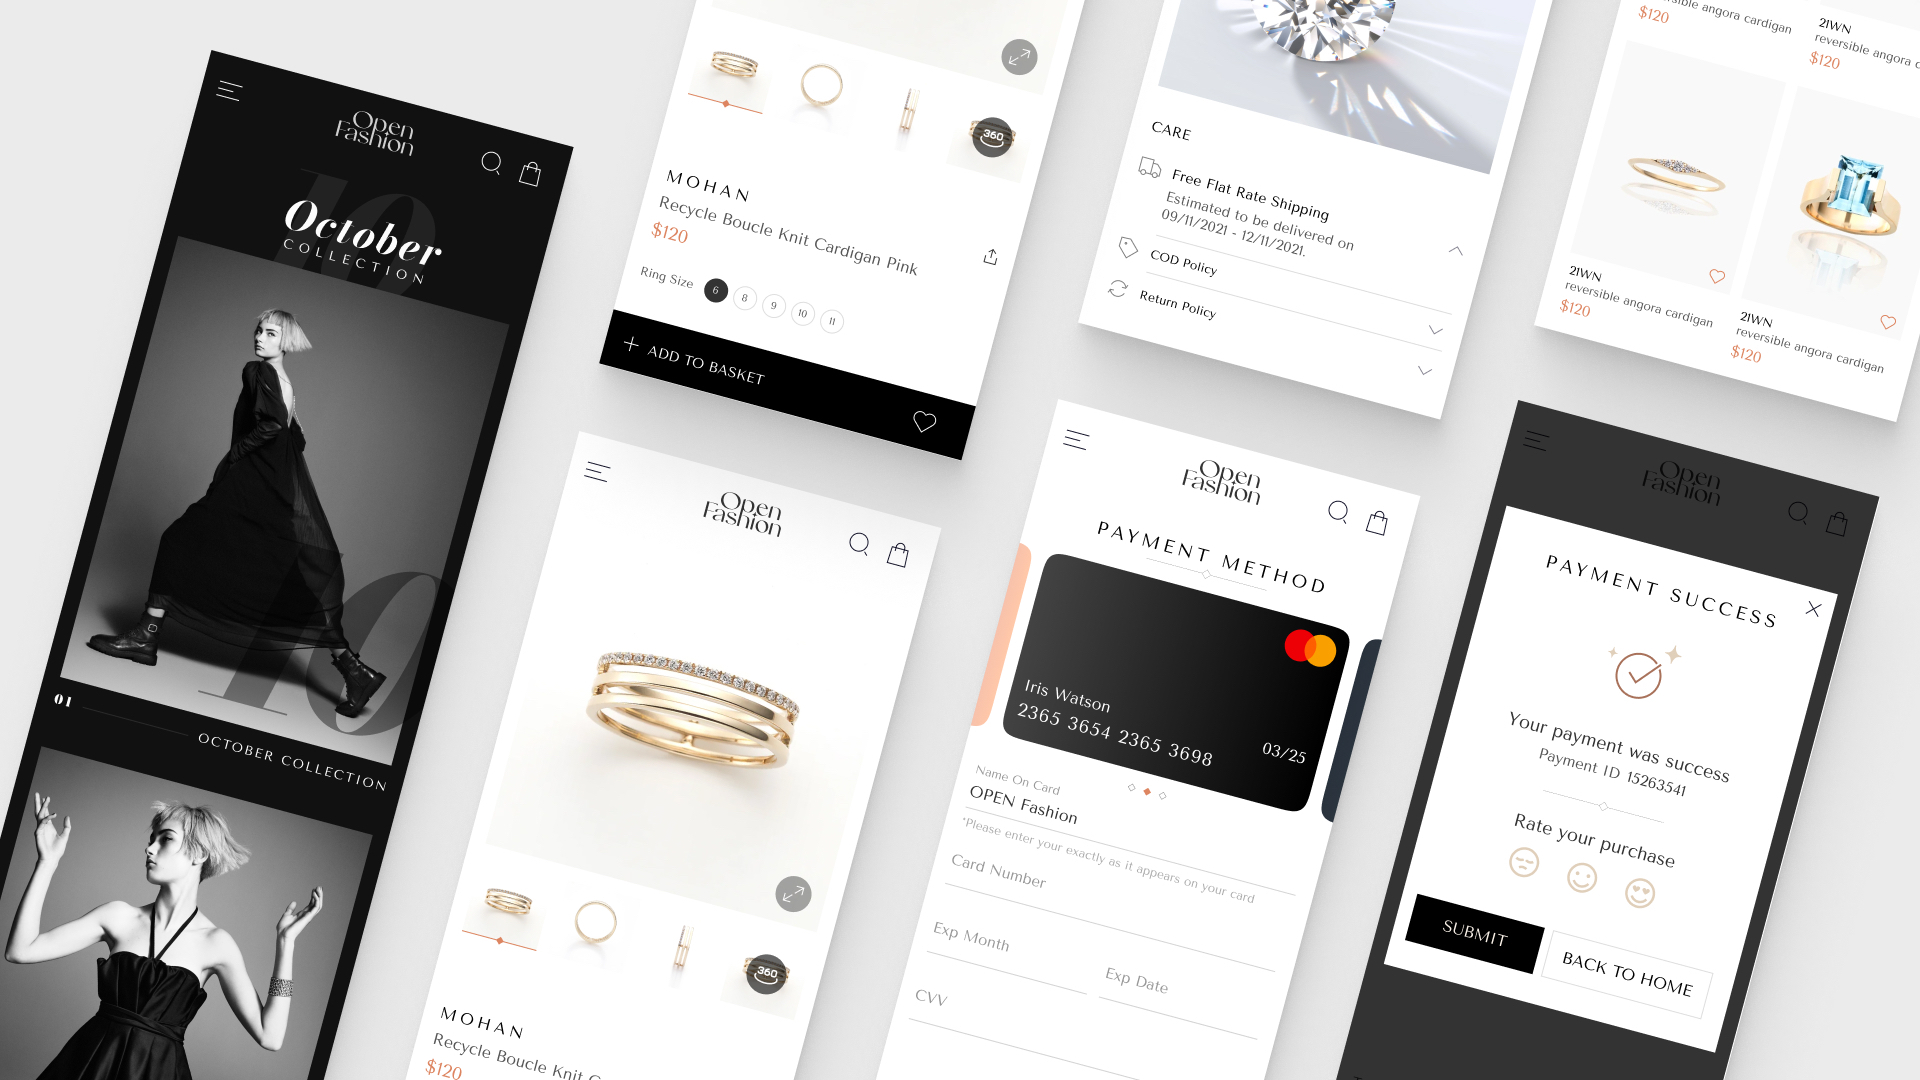 Open
Fashion
10
October
COLLECTION
10
01
OCTOBER COLLECTION
360
MOHAN
Recycle Boucle Knit Cardigan Pink
$120
Ring Size 6 8 9 10 11
ADD TO BASKET
Open
Fashion
360
MOHAN
Recycle Boucle Knit C
$120
CARE
Free Flat Rate Shipping
Estimated to be delivered on
09/11/2021 - 12/11/2021.
COD Policy
Return Policy
Open
Fashion
PAYMENT METHOD
Iris Watson
2365 3654 2365 3698
03/25
Name On Card
OPEN Fashion
*Please enter your exactly as it appears on your card
Card Number
Exp Month
Exp Date
CVV
angora cardigan
$120
21WN
reversible angora c
$120
21WN
reversible angora cardigan
$120
21WN
reversible angora cardigan
$120
Open
Fashion
PAYMENT SUCCESS
Your payment was success
Payment ID 15263541
Rate your purchase
SUBMIT
BACK TO HOME